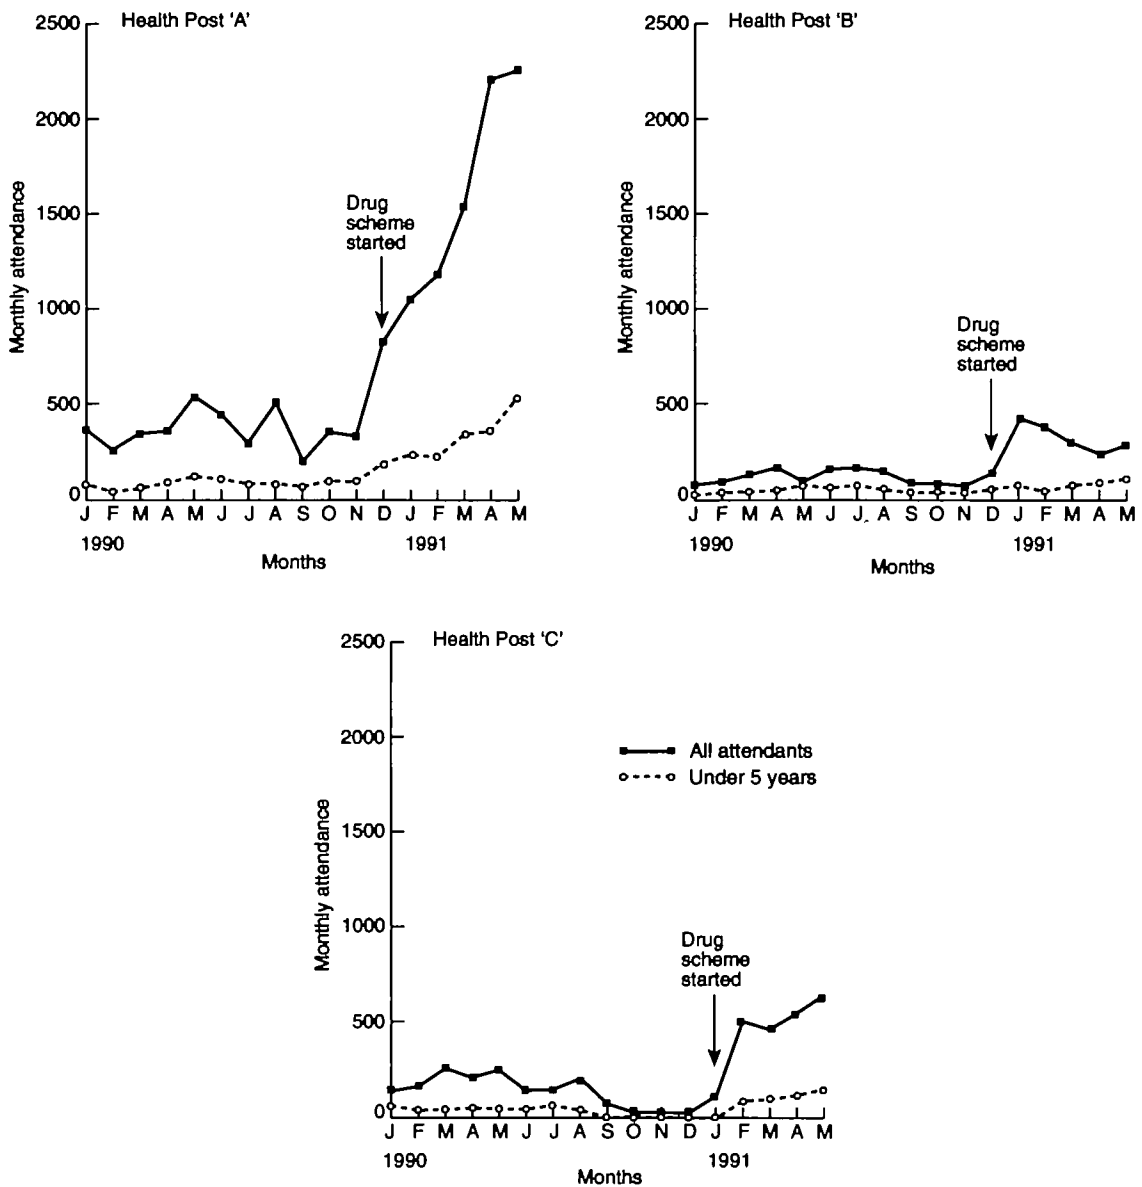 Health Post 'A'
2500
2000
1500
1000
500
0
Monthly attendance
Drug
scheme
started
J F M A M J J A S O N D J F M A M
1990 1991
Months
Health Post 'B'
2500
2000
1500
1000
500
0
Monthly attendance
Drug
scheme
started
J F M A M J J A S O N D J F M A M
1990 1991
Months
Health Post 'C'
2500
2000
1500
1000
500
0
Monthly attendance
All attendants
Under 5 years
Drug
scheme
started
J F M A M J J A S O N D J F M A M
1990 1991
Months